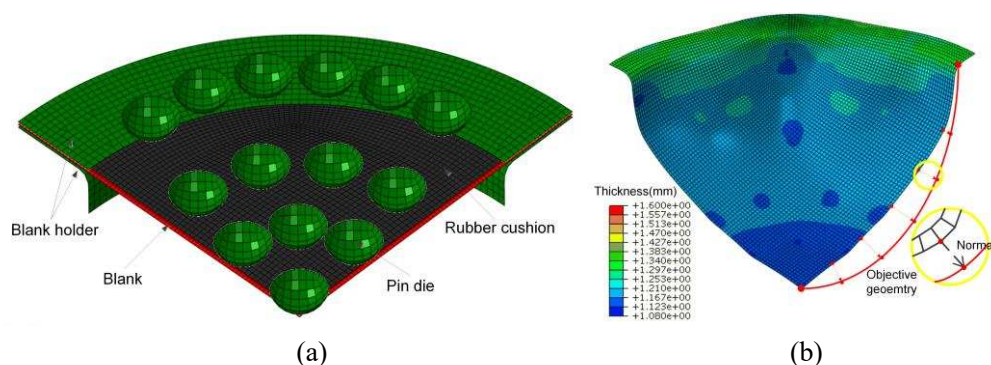 Blank holder
Blank
Rubber cushion
Pin die
(a)
Thickness(mm)
+1.600e+00
+1.557e+00
+1.513e+00
+1.470e+00
+1.427e+00
+1.383e+00
+1.340e+00
+1.297e+00
+1.253e+00
+1.210e+00
+1.167e+00
+1.123e+00
+1.080e+00
Norma
Objective
geoemtry
(b)